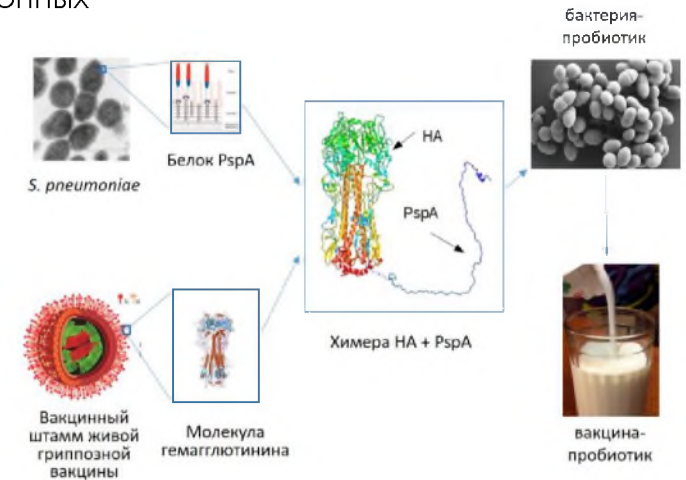 бактерия-
пробиотик
Белок PspA
S. pneumoniae
HA
PspA
Химера HA + PspA
Вакцинный
штамм живой
гриппозной
вакцины
Молекула
гемагглютинина
вакцина-
пробиотик